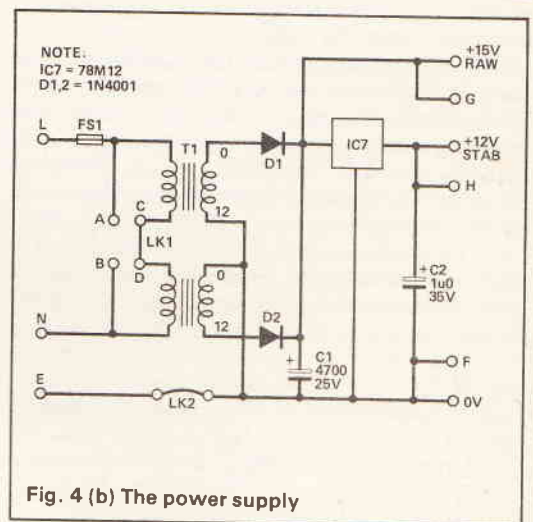 NOTE:
IC7 = 78M12
D1,2 = 1N4001
+15V
RAW
G
L
FS1
T1
0
D1
IC7
+12V
STAB
H
A
C
12
LK1
B
D
0
+ C2
1u0
35V
N
12
D2
+ C1
4700
25V
F
E
LK2
0V
Fig. 4 (b) The power supply